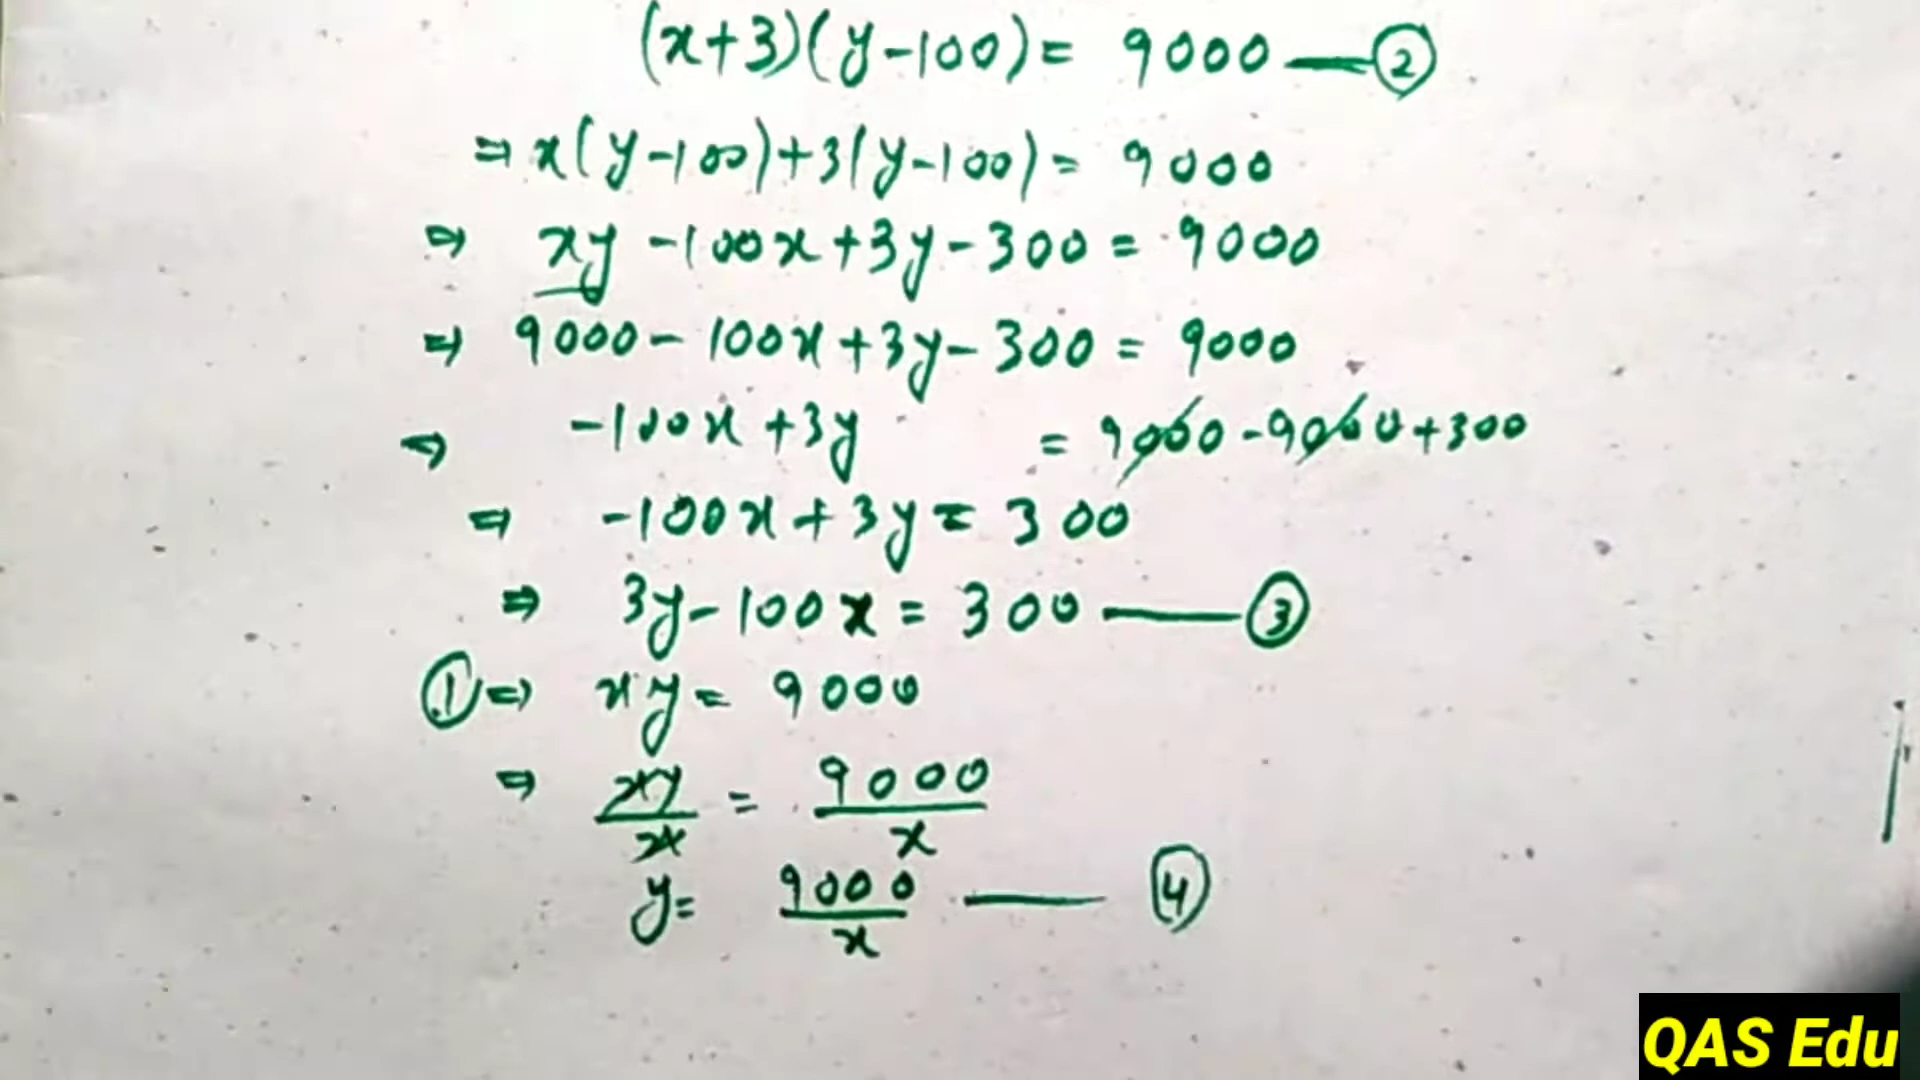 (x+3)(y-100)= 9000 — ②
⇒ x(y-100)+3(y-100)= 9000
⇒ xy -100x+3y-300 = 9000
⇒ 9000-100x+3y-300 = 9000
⇒ -100x+3y = 9000-9000+300
⇒ -100x+3y = 300
⇒ 3y-100x = 300 — ③
① ⇒ xy = 9000
⇒ xy/x = 9000/x
y= 9000/x — ④
QAS Edu